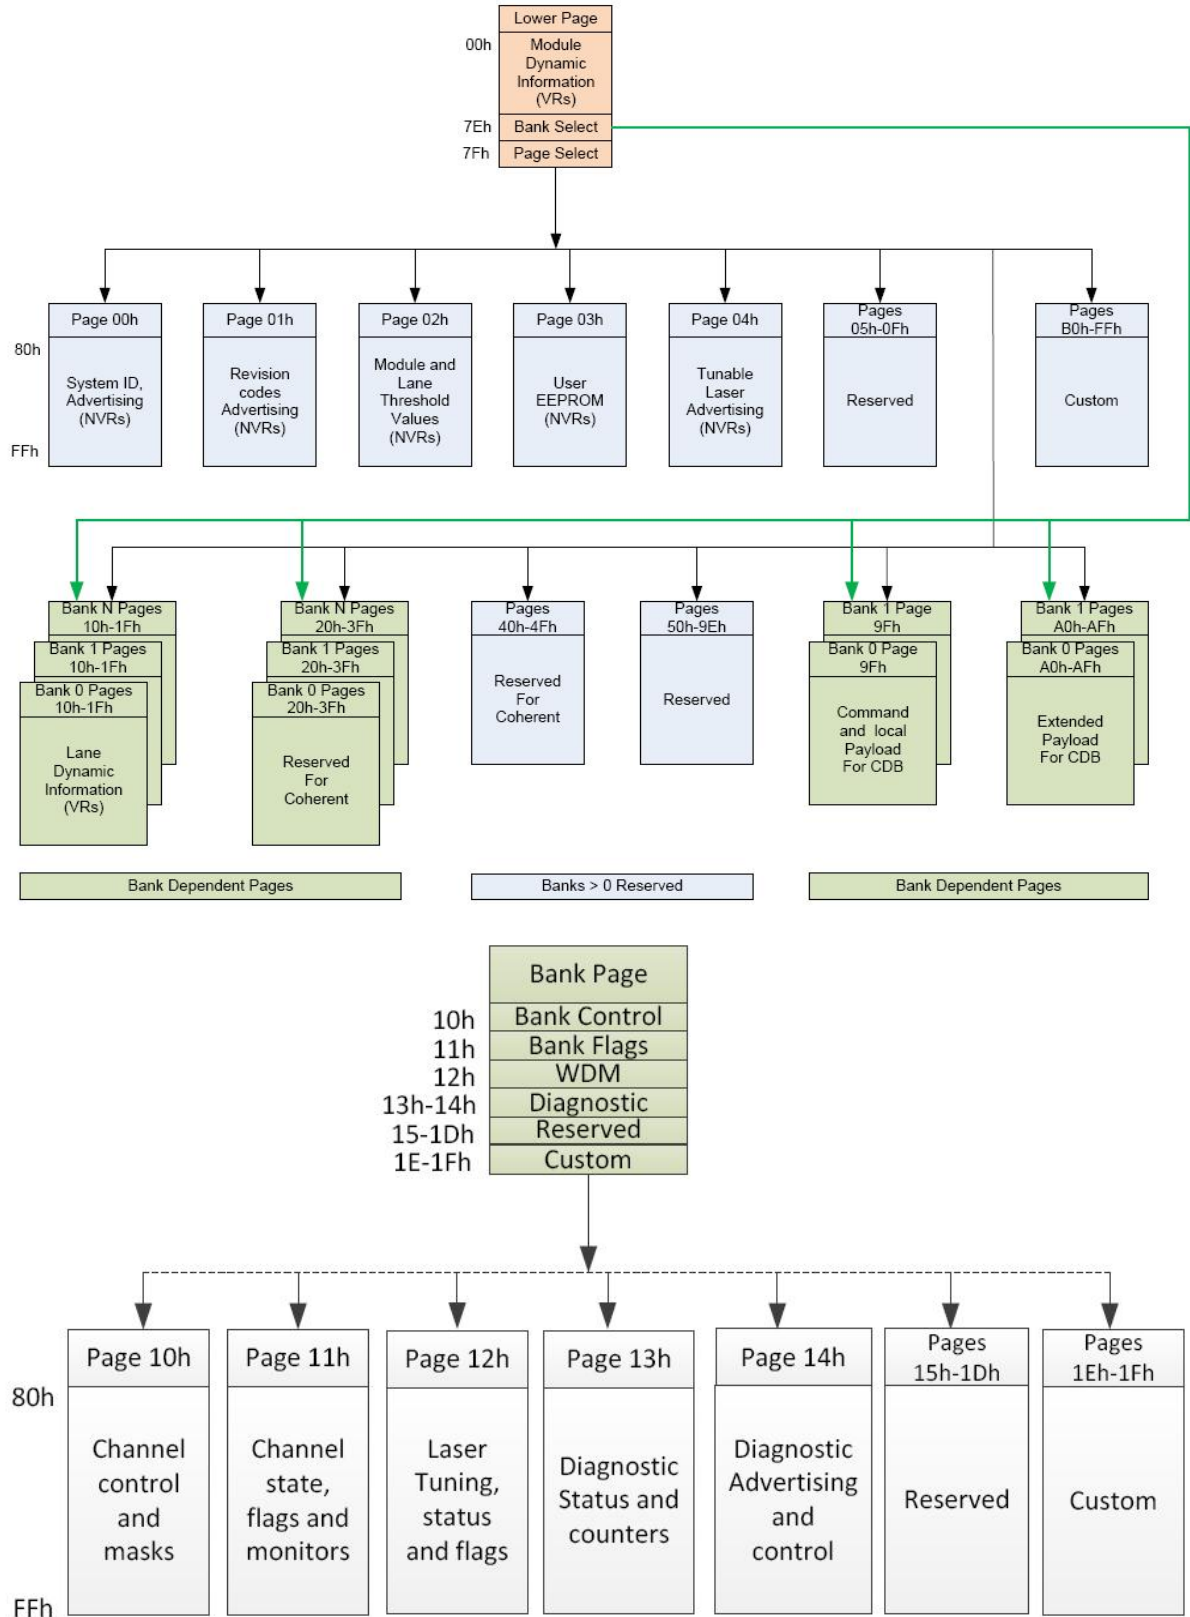 Lower Page
00h
Module
Dynamic
Information
(VRs)
7Eh
Bank Select
7Fh
Page Select
Page 00h
Page 01h
Page 02h
Page 03h
Page 04h
Pages
05h-0Fh
Pages
B0h-FFh
80h
System ID,
Advertising
(NVRs)
Revision
codes
Advertising
(NVRs)
Module and
Lane
Threshold
Values
(NVRs)
User
EEPROM
(NVRs)
Tunable
Laser
Advertising
(NVRs)
Reserved
Custom
FFh
Bank N Pages
10h-1Fh
Bank 1 Pages
10h-1Fh
Bank 0 Pages
10h-1Fh
Lane
Dynamic
Information
(VRs)
Bank N Pages
20h-3Fh
Bank 1 Pages
20h-3Fh
Bank 0 Pages
20h-3Fh
Reserved
For
Coherent
Pages
40h-4Fh
Reserved
For
Coherent
Pages
50h-9Eh
Reserved
Bank 1 Page
9Fh
Bank 0 Page
9Fh
Command
and local
Payload
For CDB
Bank 1 Pages
A0h-AFh
Bank 0 Pages
A0h-AFh
Extended
Payload
For CDB
Bank Dependent Pages
Banks > 0 Reserved
Bank Dependent Pages
Bank Page
10h
Bank Control
11h
Bank Flags
12h
WDM
13h-14h
Diagnostic
15-1Dh
Reserved
1E-1Fh
Custom
Page 10h
Page 11h
Page 12h
Page 13h
Page 14h
Pages
15h-1Dh
Pages
1Eh-1Fh
80h
Channel
control
and
masks
Channel
state,
flags and
monitors
Laser
Tuning,
status
and flags
Diagnostic
Status and
counters
Diagnostic
Advertising
and
control
Reserved
Custom
FFh